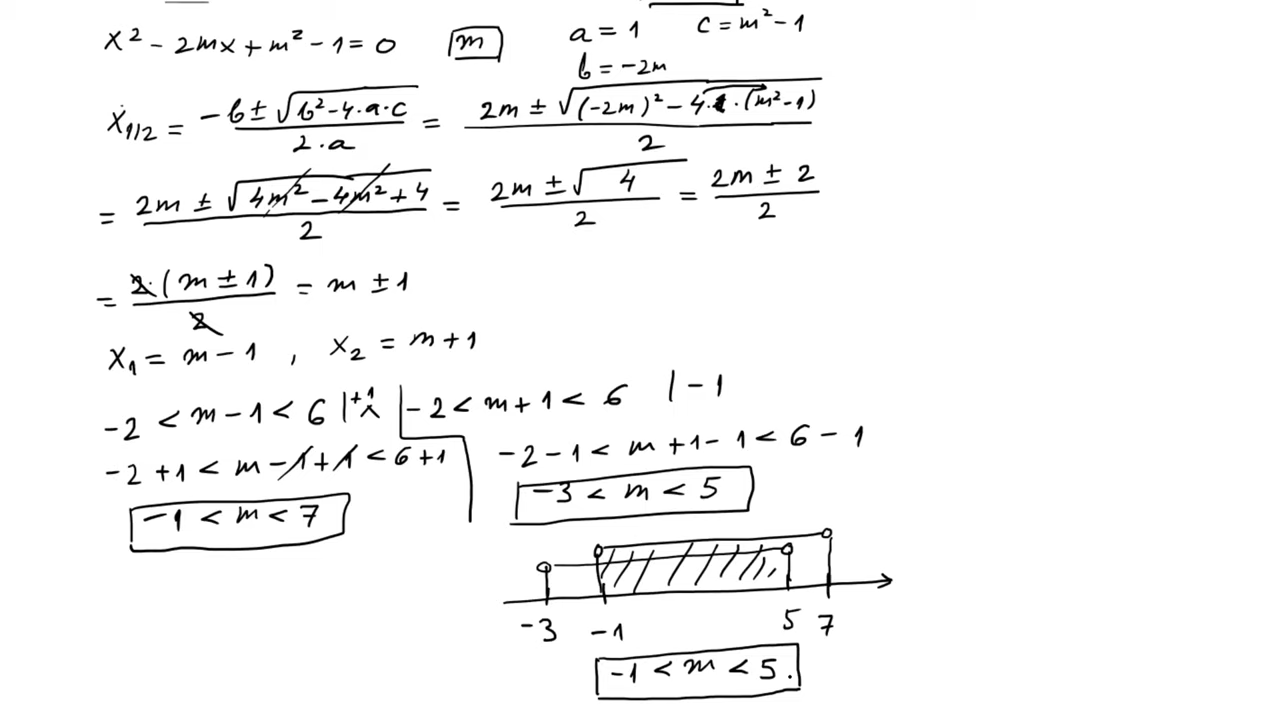 x² - 2mx + m² - 1 = 0   m   a = 1   c = m² - 1
b = -2m
x₁/₂ = (-b ± √(b² - 4·a·c)) / (2·a) = (2m ± √((-2m)² - 4·1·(m² - 1))) / 2
= (2m ± √(4m² - 4m² + 4)) / 2 = (2m ± √4) / 2 = (2m ± 2) / 2
= 2·(m ± 1) / 2 = m ± 1
x₁ = m - 1 , x₂ = m + 1
-2 < m - 1 < 6 |+1
-2 + 1 < m - 1 + 1 < 6 + 1
-1 < m < 7
-2 < m + 1 < 6 | - 1
-2 - 1 < m + 1 - 1 < 6 - 1
-3 < m < 5
-3 -1 5 7
-1 < m < 5.